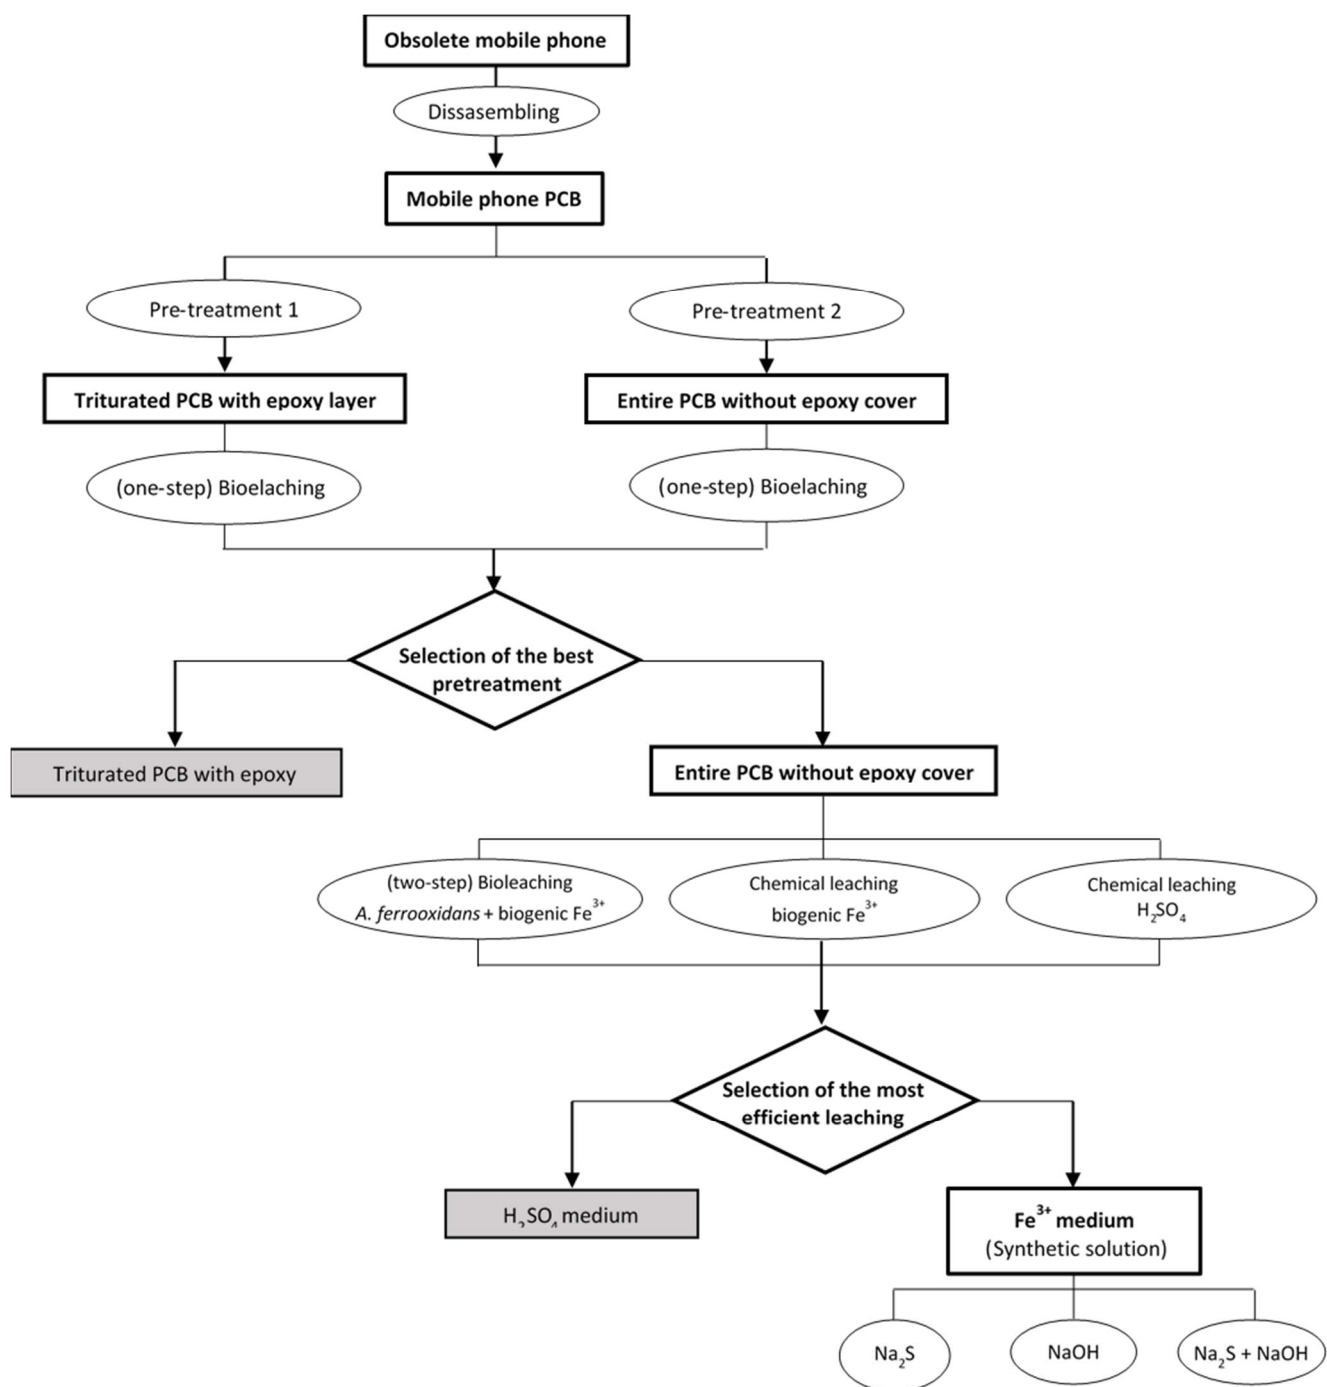 Obsolete mobile phone
Dissasembling
Mobile phone PCB
Pre-treatment 1
Pre-treatment 2
Triturated PCB with epoxy layer
Entire PCB without epoxy cover
(one-step) Bioelaching
(one-step) Bioelaching
Selection of the best
pretreatment
Triturated PCB with epoxy
Entire PCB without epoxy cover
(two-step) Bioleaching
A. ferrooxidans + biogenic Fe³⁺
Chemical leaching
biogenic Fe³⁺
Chemical leaching
H₂SO₄
Selection of the most
efficient leaching
H₂SO₄ medium
Fe³⁺ medium
(Synthetic solution)
Na₂S
NaOH
Na₂S + NaOH